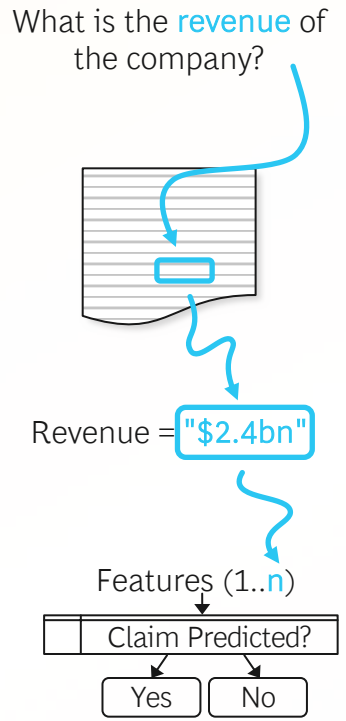 What is the revenue of
the company?
Revenue = "$2.4bn"
Features (1..n)
Claim Predicted?
Yes No